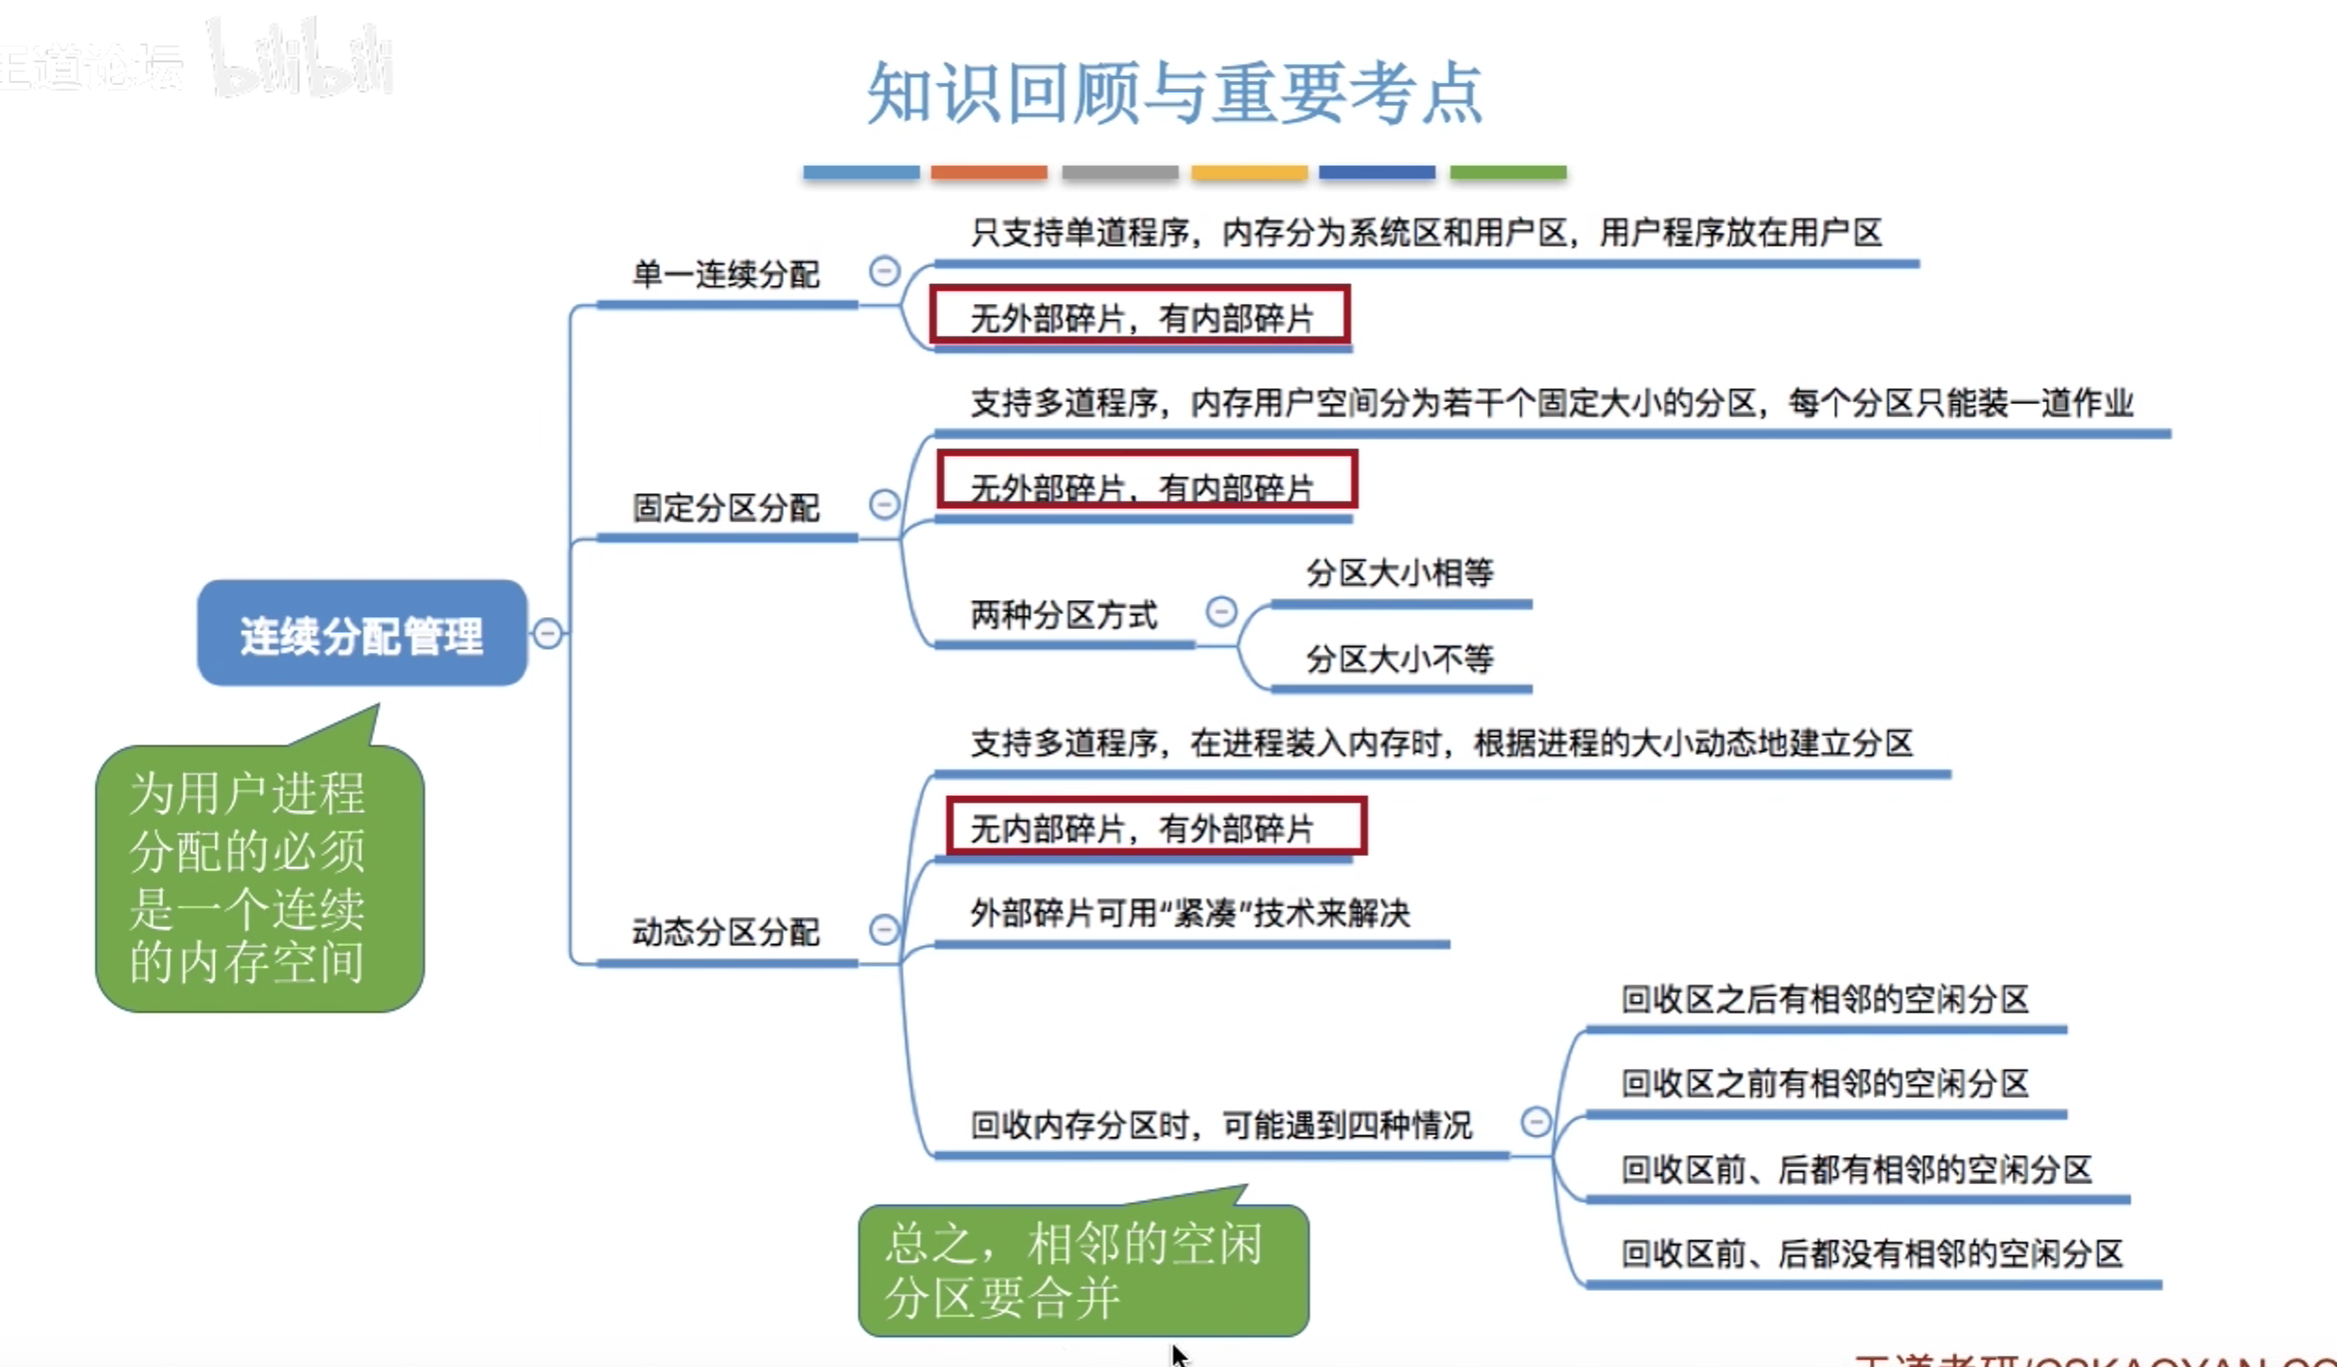 王道论坛 bilibili
知识回顾与重要考点
只支持单道程序，内存分为系统区和用户区，用户程序放在用户区
单一连续分配
无外部碎片，有内部碎片
支持多道程序，内存用户空间分为若干个固定大小的分区，每个分区只能装一道作业
无外部碎片，有内部碎片
固定分区分配
分区大小相等
两种分区方式
分区大小不等
连续分配管理
为用户进程
分配的必须
是一个连续
的内存空间
支持多道程序，在进程装入内存时，根据进程的大小动态地建立分区
无内部碎片，有外部碎片
外部碎片可用“紧凑”技术来解决
动态分区分配
回收区之后有相邻的空闲分区
回收区之前有相邻的空闲分区
回收内存分区时，可能遇到四种情况
回收区前、后都有相邻的空闲分区
回收区前、后都没有相邻的空闲分区
总之，相邻的空闲
分区要合并